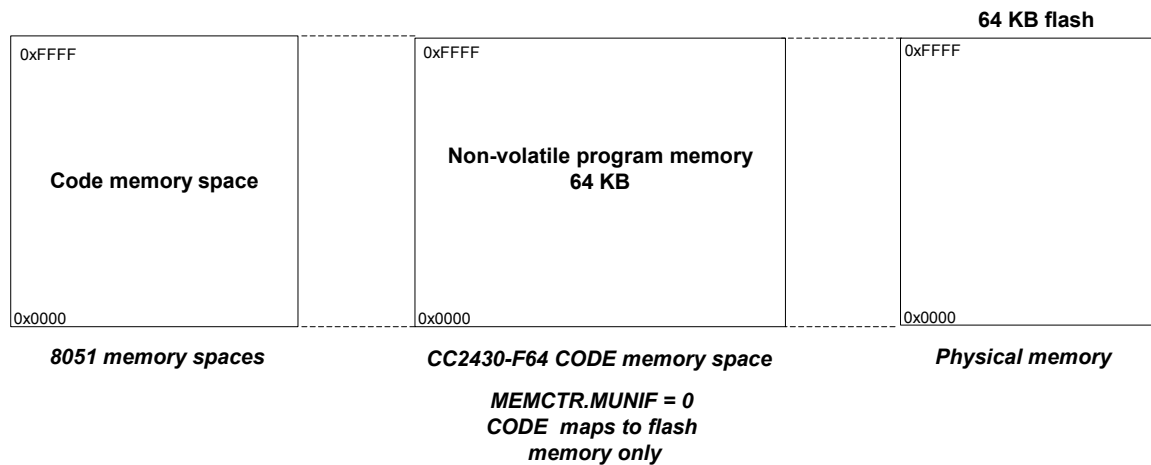 64 KB flash
0xFFFF
0xFFFF
0xFFFF
Code memory space
Non-volatile program memory
64 KB
0x0000
0x0000
0x0000
8051 memory spaces
CC2430-F64 CODE memory space
Physical memory
MEMCTR.MUNIF = 0
CODE maps to flash
memory only